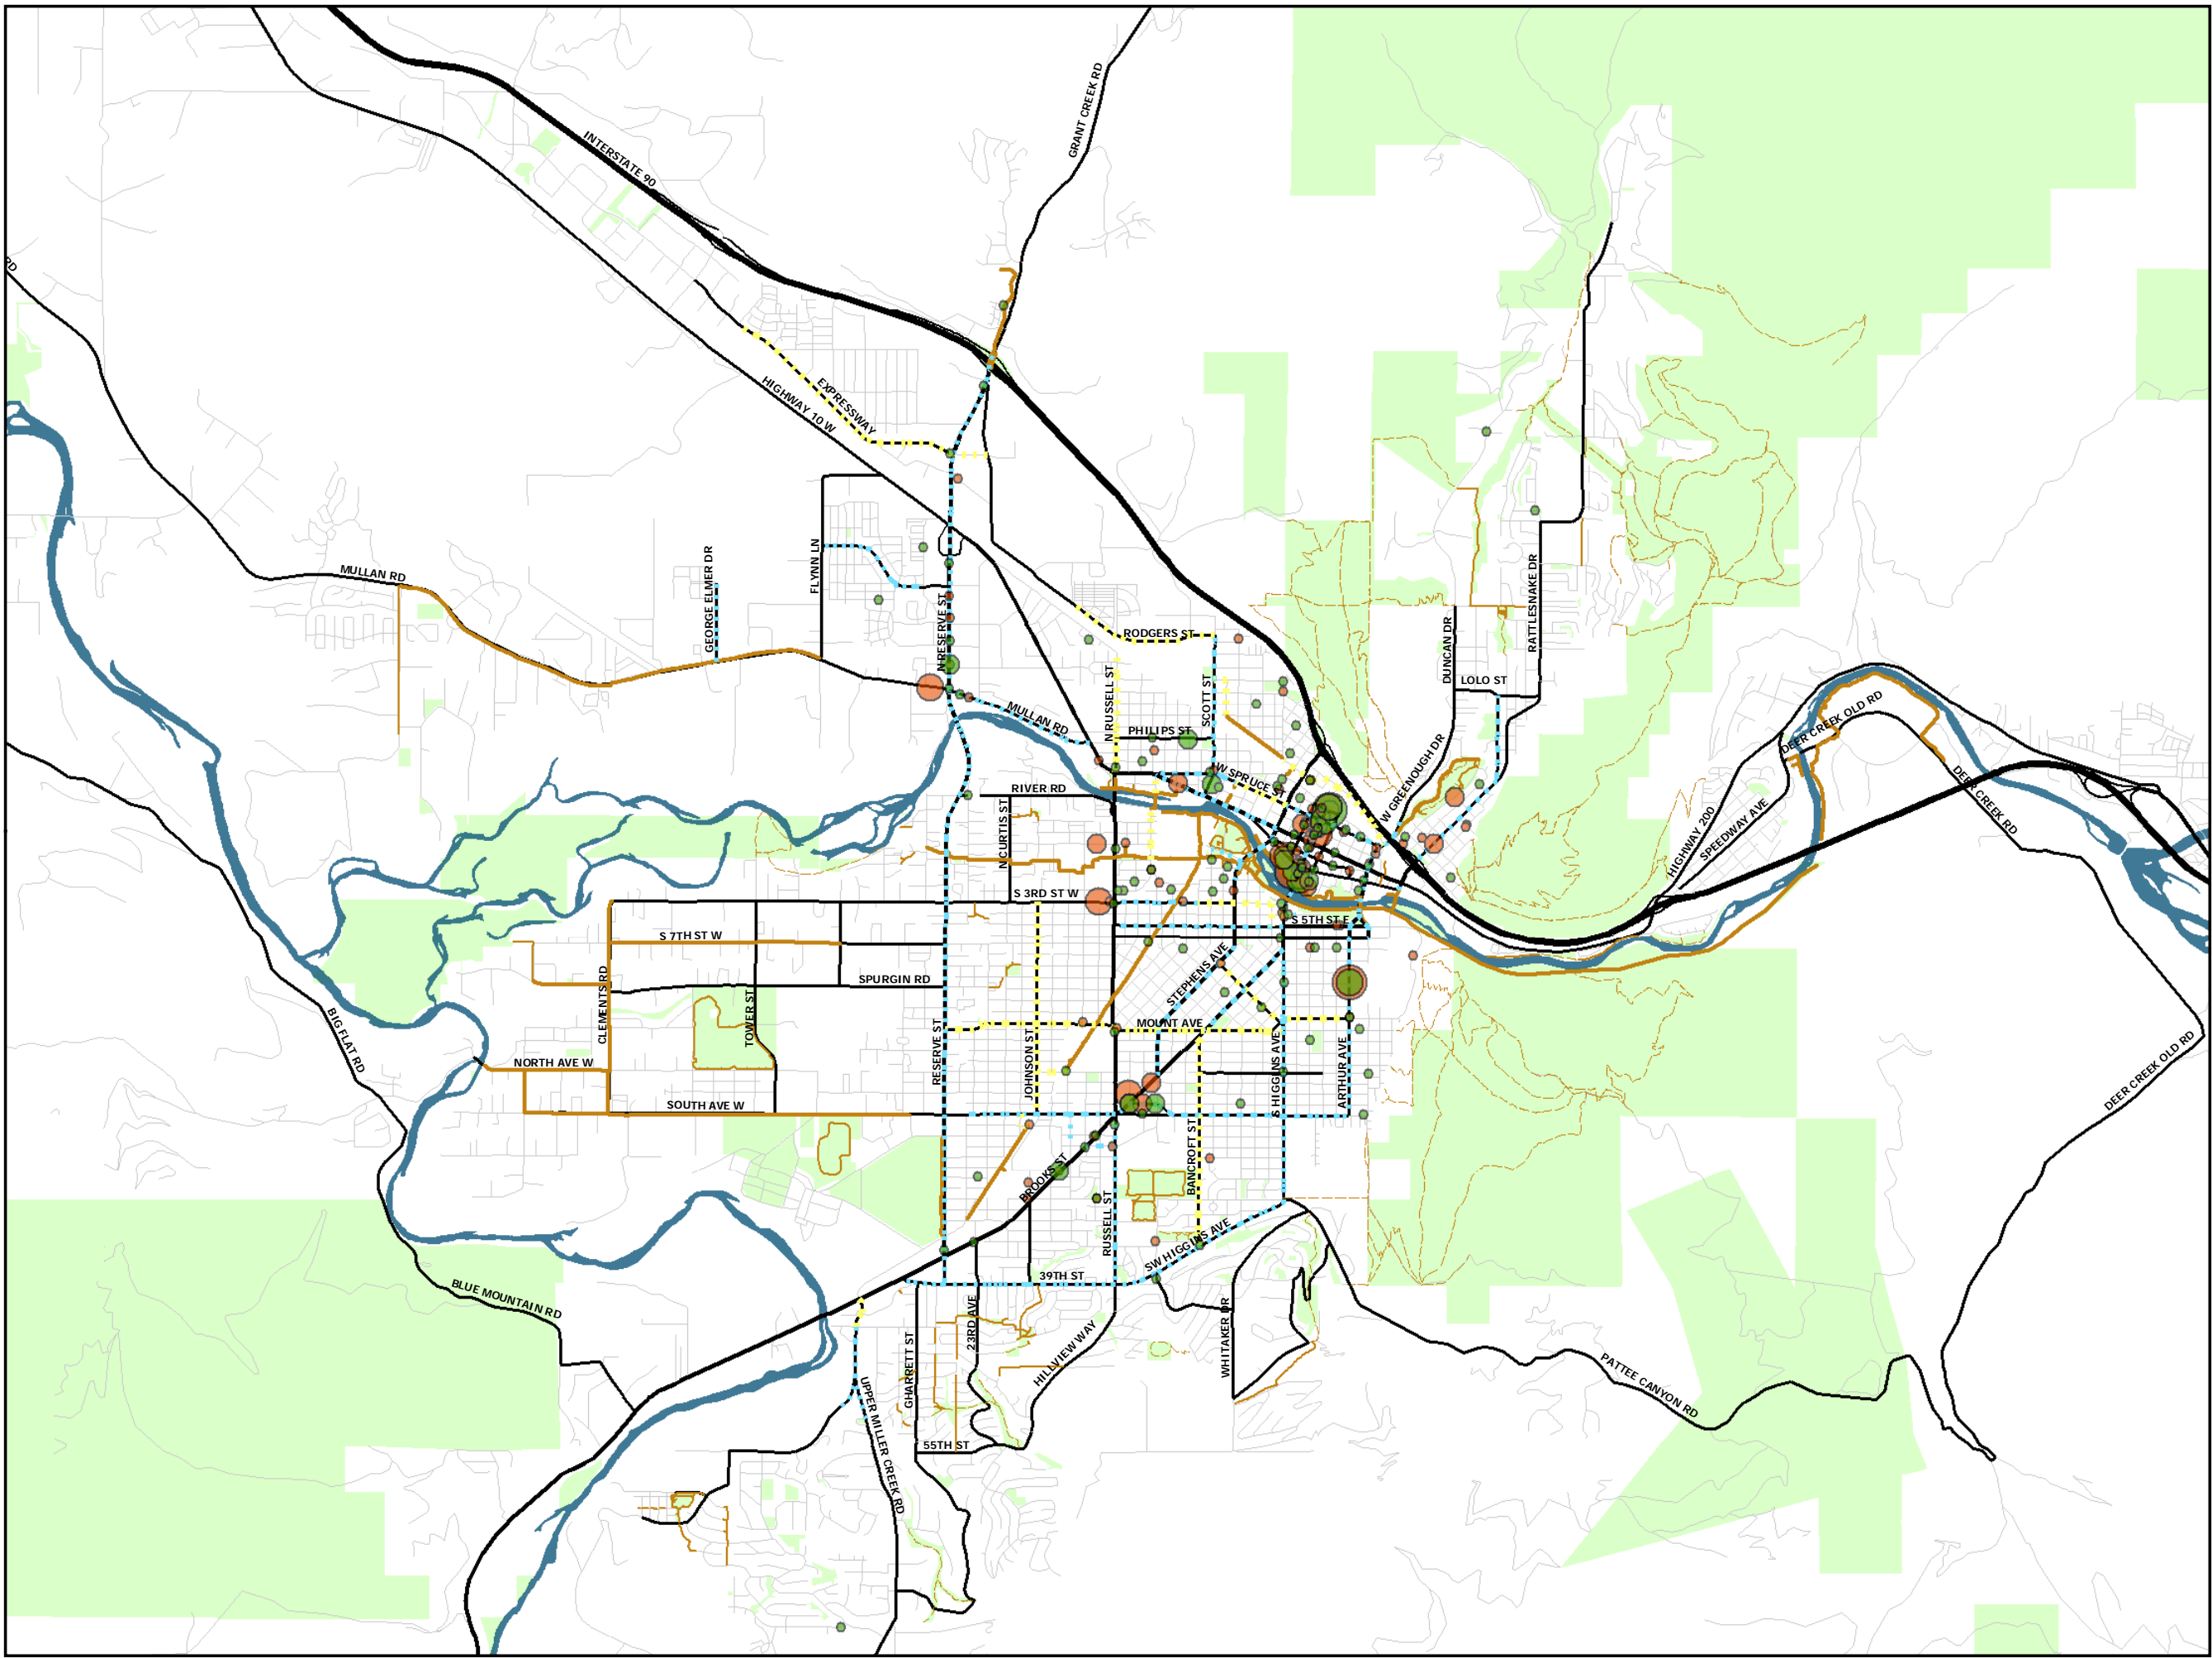 GRANT CREEK RD
INTERSTATE 90
RD
EXPRESSWAY
HIGHWAY 10 W
MULLAN RD
GEORGE ELMER DR
FLYNN LN
N RESERVE ST
RODGERS ST
N RUSSELL ST
SCOTT ST
DUNCAN DR
RATTLESNAKE DR
LOLO ST
MULLAN RD
PHILIPS ST
W GREENOUGH DR
DEER CREEK OLD RD
W SPRUCE ST
RIVER RD
N CURTIS ST
HIGHWAY 200
SPEEDWAY AVE
DEER CREEK RD
S 3RD ST W
S 5TH ST E
S 7TH ST W
SPURGIN RD
STEPHENS AVE
CLEMENTS RD
TOWER ST
BIG FLAT RD
MOUNT AVE
NORTH AVE W
RESERVE ST
JOHNSON ST
S HIGGINS AVE
ARTHUR AVE
DEER CREEK OLD RD
SOUTH AVE W
BROOKS ST
BANCROFT ST
RUSSELL ST
SW HIGGINS AVE
39TH ST
BLUE MOUNTAIN RD
23RD AVE
GHARRETT ST
HILLVIEW WAY
WHITAKER DR
PATTEE CANYON RD
UPPER MILLER CREEK RD
55TH ST